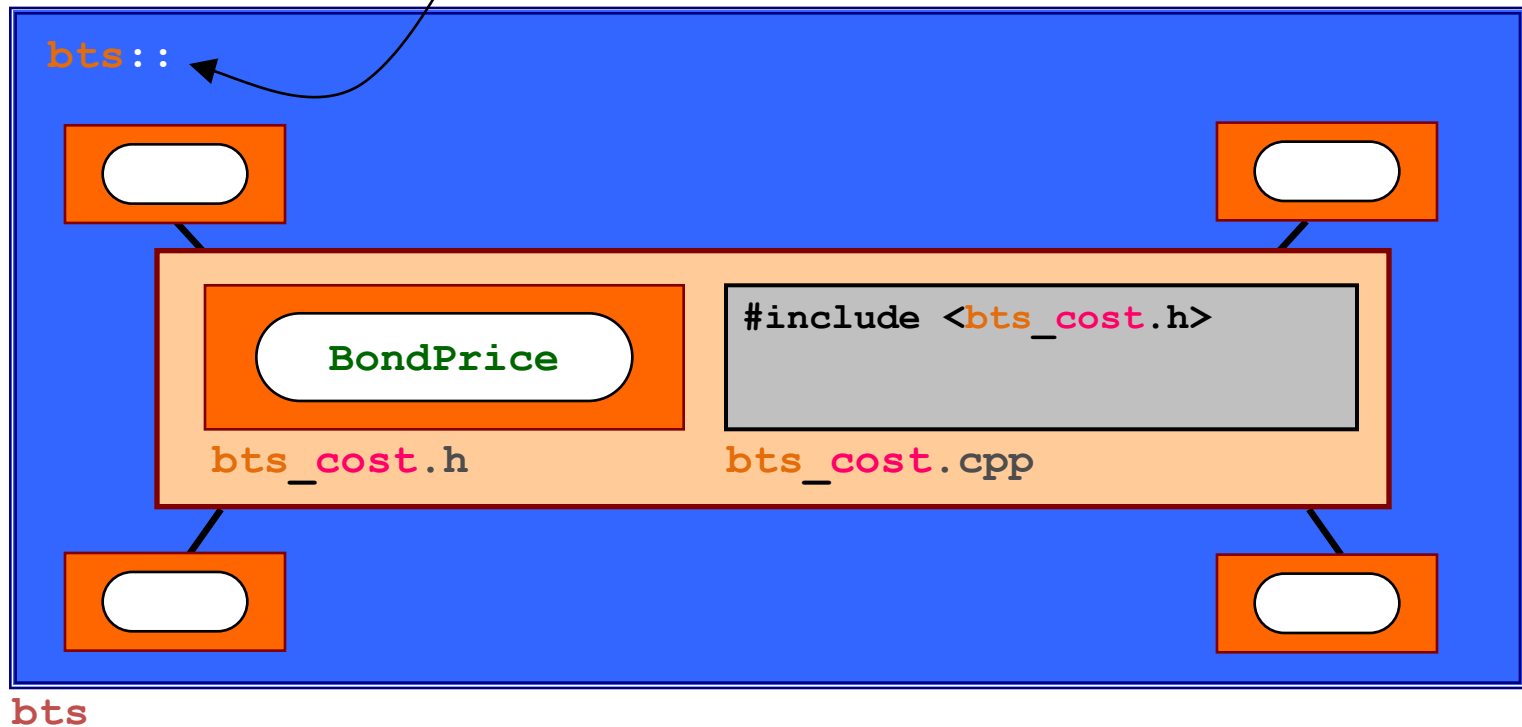 bts::
BondPrice
#include <bts_cost.h>
bts_cost.h
bts_cost.cpp
bts